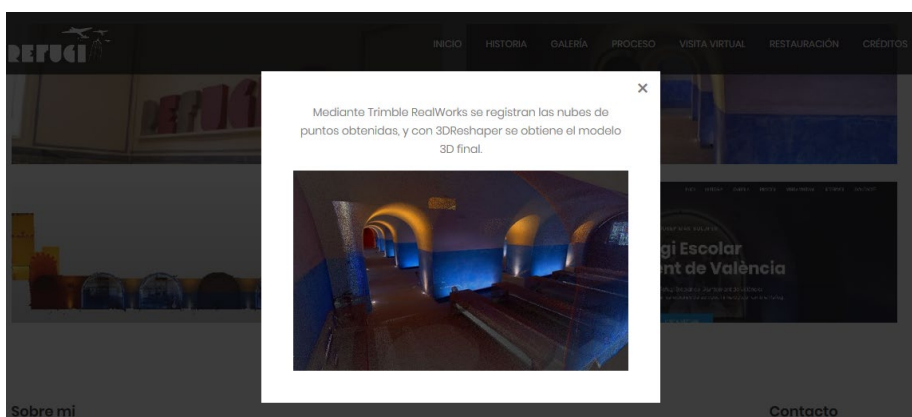 REFUGI
INICIO HISTORIA GALERÍA PROCESO VISITA VIRTUAL RESTAURACIÓN CRÉDITOS
×
Mediante Trimble RealWorks se registran las nubes de
puntos obtenidas, y con 3DReshaper se obtiene el modelo
3D final.
gi Escolar
nt de València
Sobre mi
Contacto